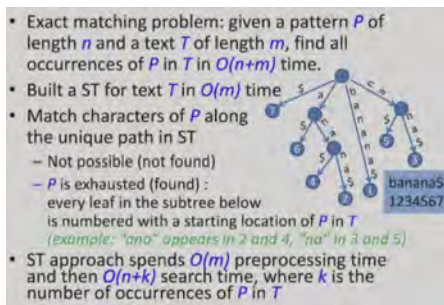 • Exact matching problem: given a pattern P of
length n and a text T of length m, find all
occurrences of P in T in O(n+m) time.
• Built a ST for text T in O(m) time
• Match characters of P along
the unique path in ST
– Not possible (not found)
– P is exhausted (found) :
every leaf in the subtree below
is numbered with a starting location of P in T
(example: "ana" appears in 2 and 4, "na" in 3 and 5)
• ST approach spends O(m) preprocessing time
and then O(n+k) search time, where k is the
number of occurrences of P in T
banana$
1234567